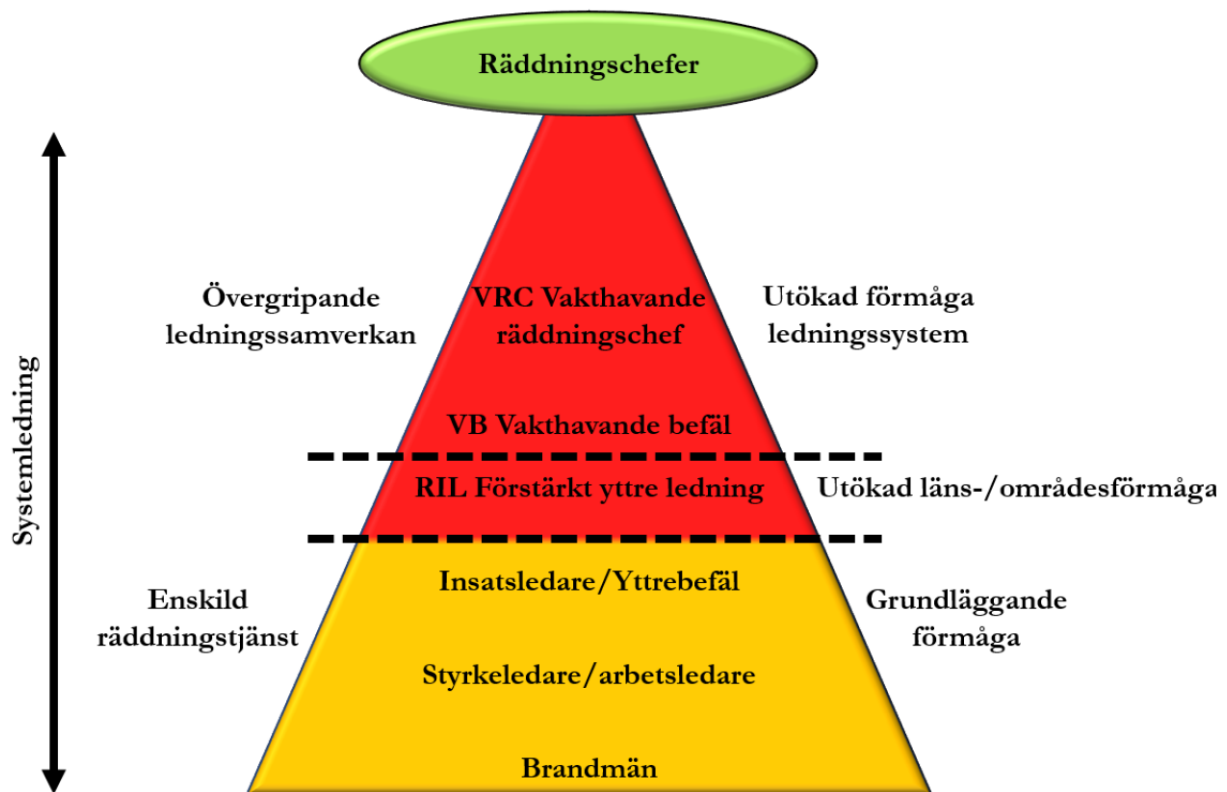 Räddningschefer
Övergripande
ledningssamverkan
VRC Vakthavande
räddningschef
Utökad förmåga
ledningssystem
VB Vakthavande befäl
RIL Förstärkt yttre ledning
Utökad läns-/områdesförmåga
Systemledning
Insatsledare/Yttrebefäl
Enskild
räddningstjänst
Grundläggande
förmåga
Styrkeledare/arbetsledare
Brandmän